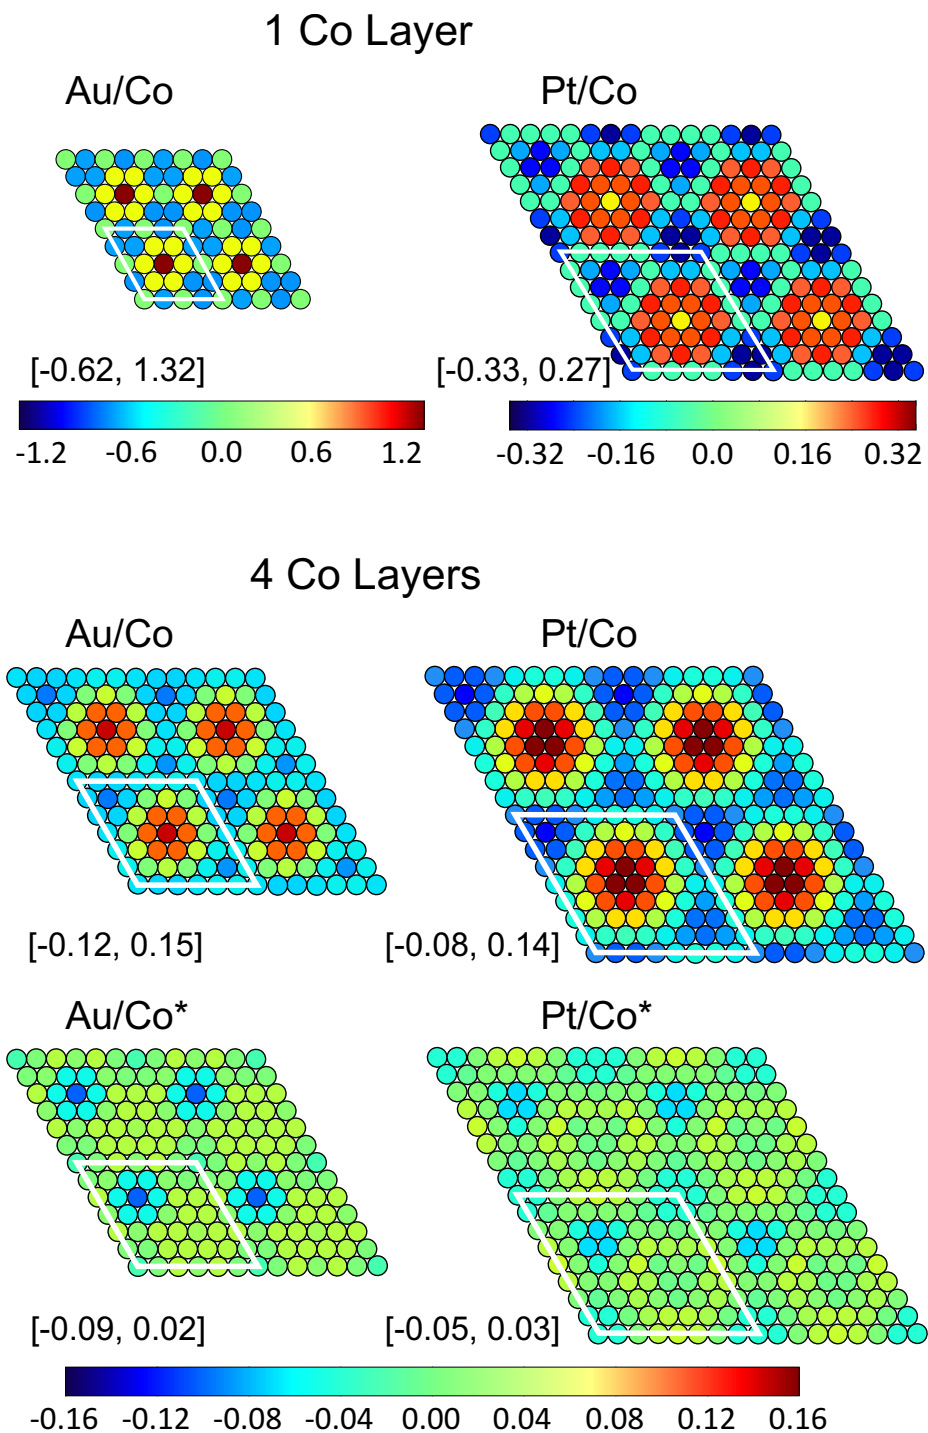 1 Co Layer
Au/Co
Pt/Co
[-0.62, 1.32]
[-0.33, 0.27]
-1.2 -0.6 0.0 0.6 1.2
-0.32 -0.16 0.0 0.16 0.32
4 Co Layers
Au/Co
Pt/Co
[-0.12, 0.15]
[-0.08, 0.14]
Au/Co*
Pt/Co*
[-0.09, 0.02]
[-0.05, 0.03]
-0.16 -0.12 -0.08 -0.04 0.00 0.04 0.08 0.12 0.16